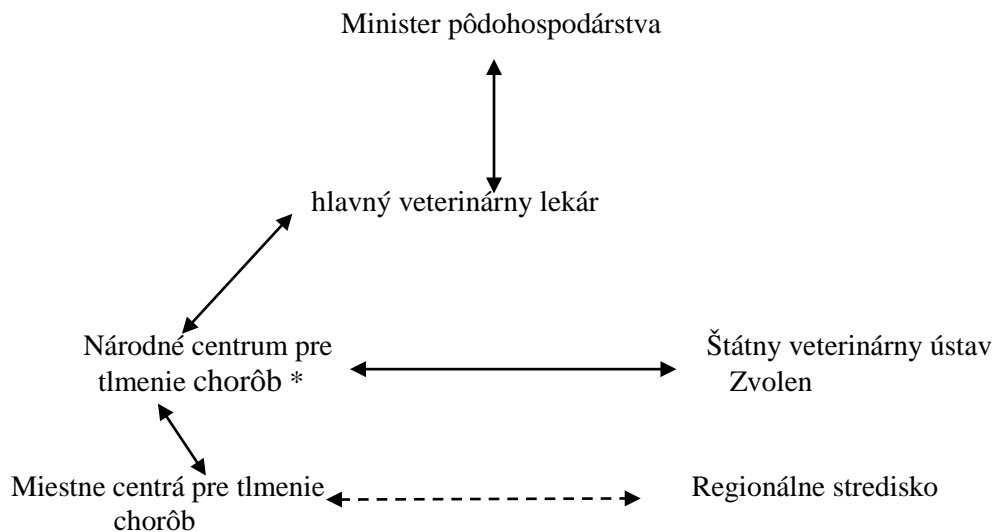 Minister pôdohospodárstva
hlavný veterinárny lekár
Národné centrum pre
tlmenie chorôb *
Štátny veterinárny ústav
Zvolen
Miestne centrá pre tlmenie
chorôb
Regionálne stredisko